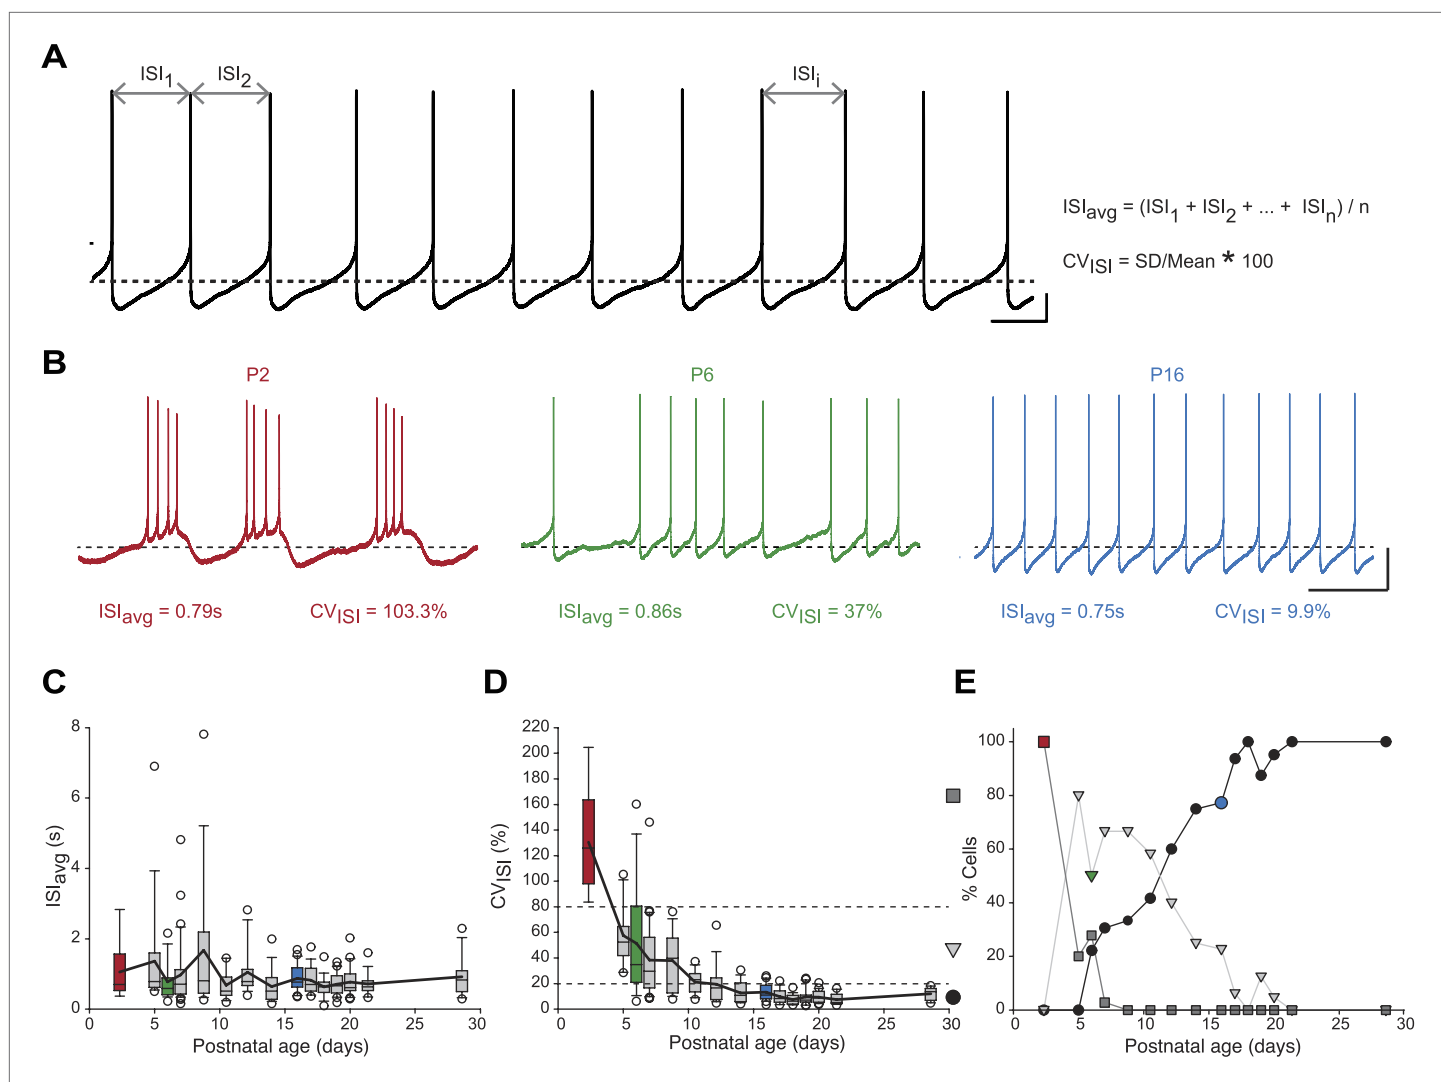 A
ISI1 ISI2 ISIi
ISIavg = (ISI1 + ISI2 + ... + ISIn) / n
CVISI = SD/Mean * 100
B
P2 P6 P16
ISIavg = 0.79s CVISI = 103.3% ISIavg = 0.86s CVISI = 37% ISIavg = 0.75s CVISI = 9.9%
C
8
6
4
2
0
ISIavg (s)
0 5 10 15 20 25 30
Postnatal age (days)
D
220
200
180
160
140
120
100
80
60
40
20
0
CVISI (%)
0 5 10 15 20 25 30
Postnatal age (days)
E
100
80
60
40
20
0
% Cells
0 5 10 15 20 25 30
Postnatal age (days)